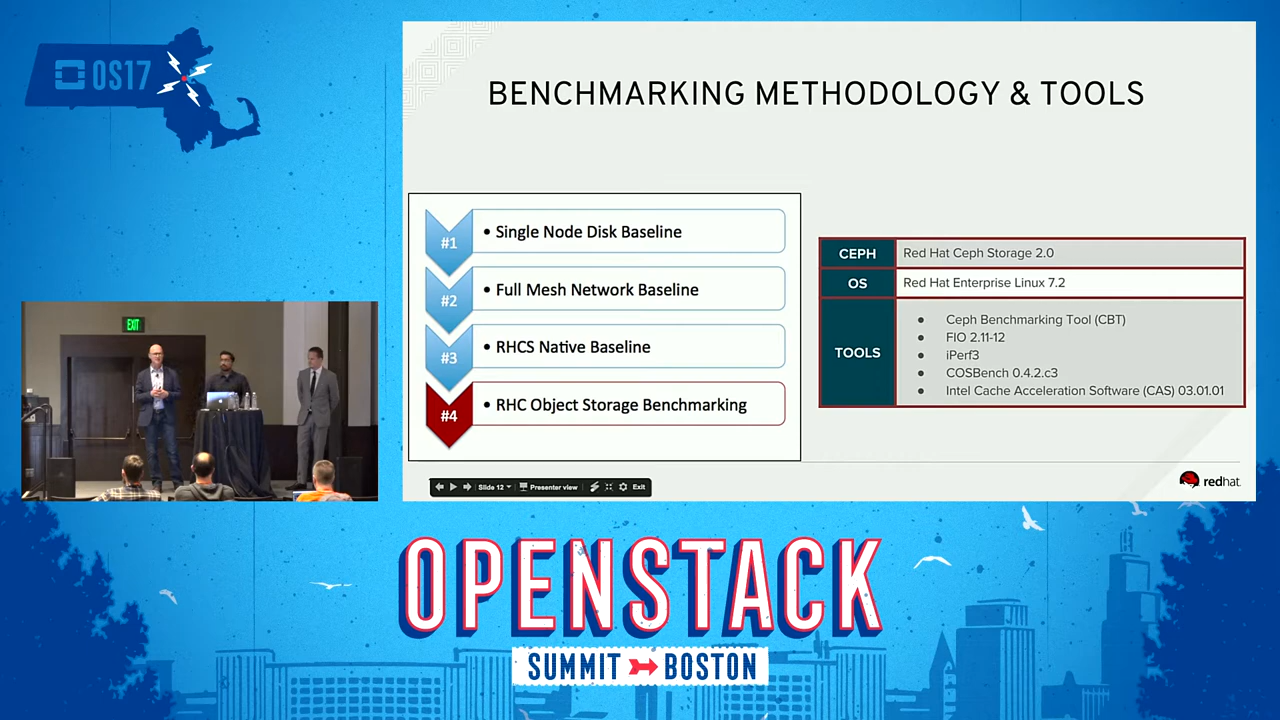 OS17
BENCHMARKING METHODOLOGY & TOOLS
#1
• Single Node Disk Baseline
#2
• Full Mesh Network Baseline
#3
• RHCS Native Baseline
#4
• RHC Object Storage Benchmarking
CEPH
Red Hat Ceph Storage 2.0
OS
Red Hat Enterprise Linux 7.2
TOOLS
● Ceph Benchmarking Tool (CBT)
● FIO 2.11-12
● iPerf3
● COSBench 0.4.2.c3
● Intel Cache Acceleration Software (CAS) 03.01.01
Slide 12
Presenter view
Exit
redhat.
EXIT
OPENSTACK
SUMMIT BOSTON